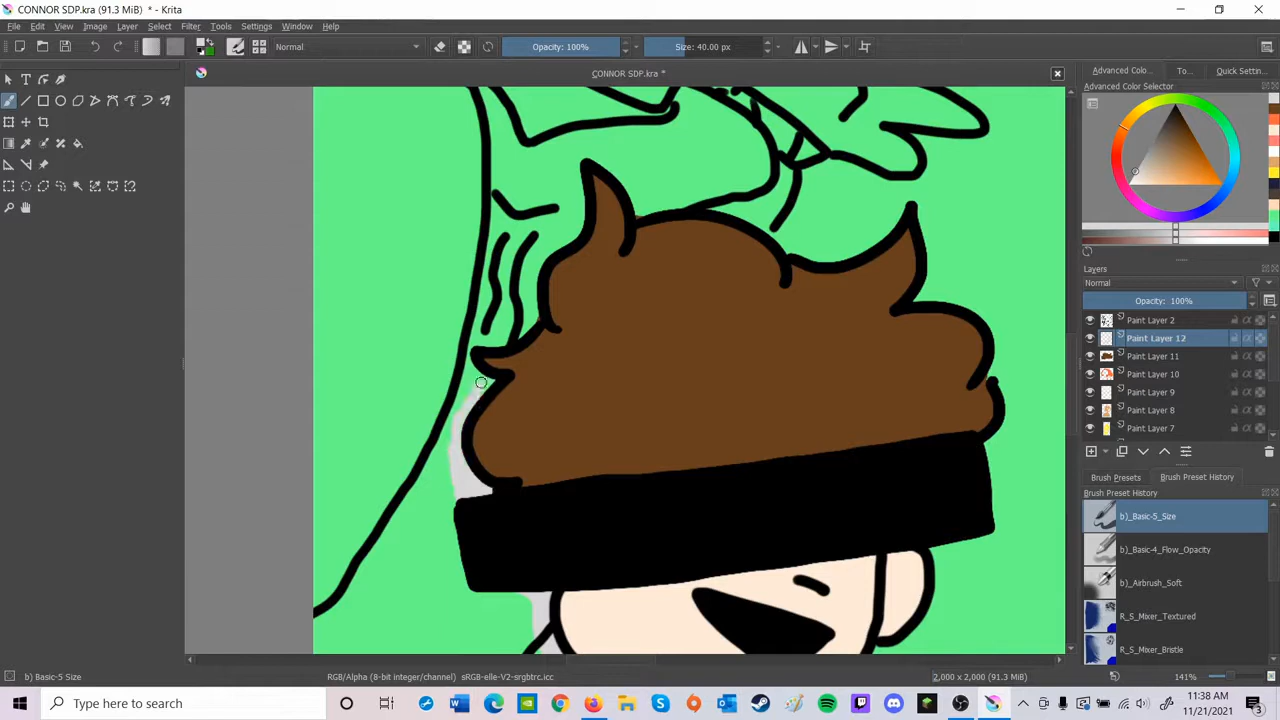 CONNOR SDP.kra (91.3 MiB) * - Krita
File Edit View Image Layer Select Filter Tools Settings Window Help
Normal Opacity: 100% Size: 40.00 px
CONNOR SDP.kra *
Advanced Colo... To... Quick Settin...
Advanced Color Selector
Layers
Normal
Opacity: 100%
Paint Layer 2
Paint Layer 12
Paint Layer 11
Paint Layer 10
Paint Layer 9
Paint Layer 8
Paint Layer 7
Brush Presets Brush Preset History
Brush Preset History
b)_Basic-5_Size
b)_Basic-4_Flow_Opacity
b)_Airbrush_Soft
R_S_Mixer_Textured
R_S_Mixer_Bristle
b) Basic-5 Size RGB/Alpha (8-bit integer/channel) sRGB-elle-V2-srgbtrc.icc 2,000 x 2,000 (91.3 MiB) 141%
Type here to search
11:38 AM
11/21/2021
3